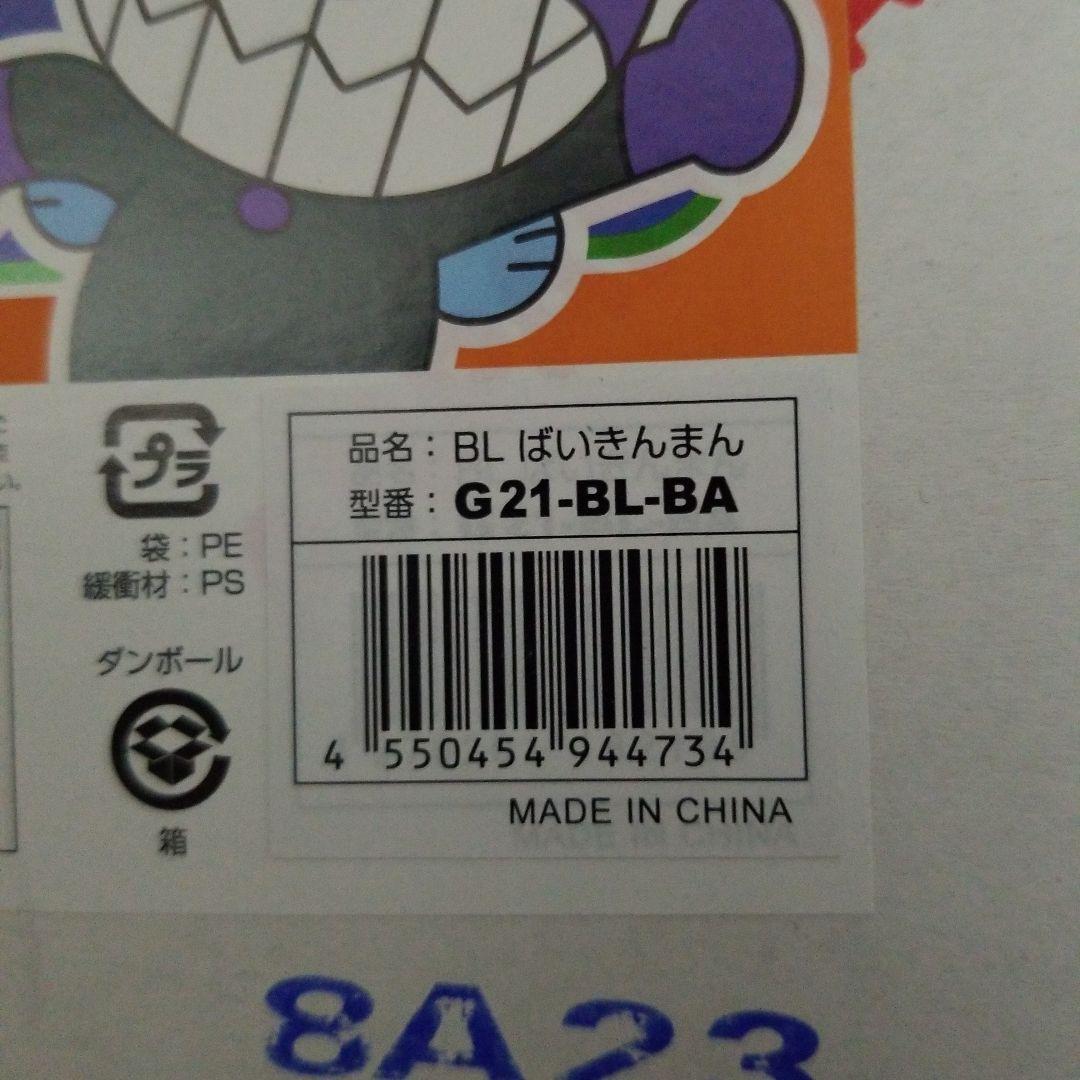 プラ
袋：PE
緩衝材：PS
ダンボール
箱
品名：BL ばいきんまん
型番：G21-BL-BA
4 550454 944734
MADE IN CHINA
8A23